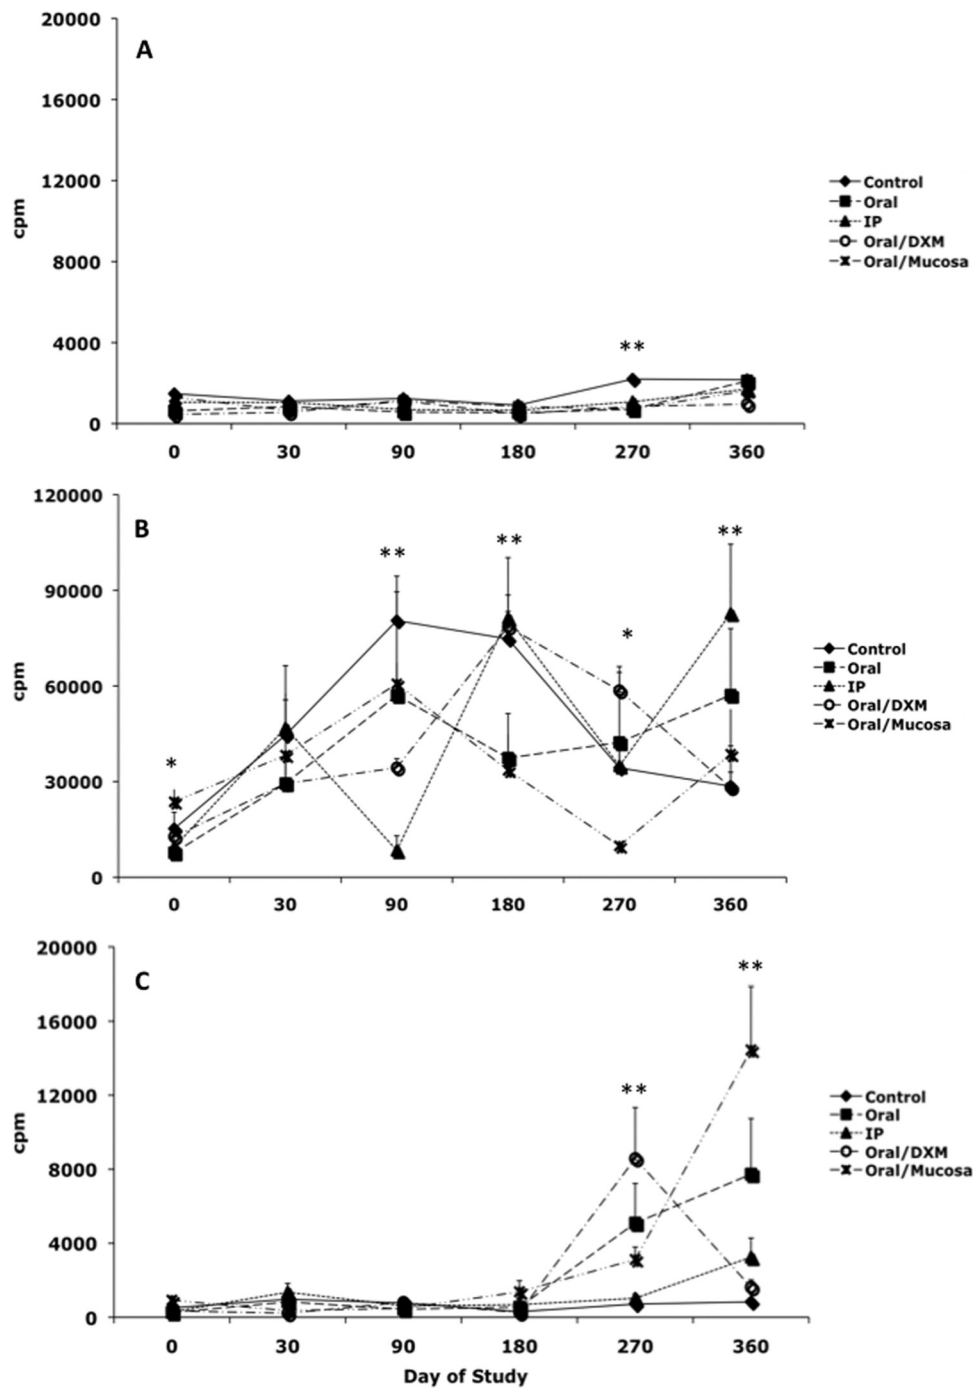 20000
A
16000
12000
cpm
8000
4000
0
**
0 30 90 180 270 360
Control
Oral
IP
Oral/DXM
Oral/Mucosa
120000
B
90000
cpm
60000
30000
0
*
**
**
*
**
0 30 90 180 270 360
Control
Oral
IP
Oral/DXM
Oral/Mucosa
20000
C
16000
12000
cpm
8000
4000
0
**
**
0 30 90 180 270 360
Day of Study
Control
Oral
IP
Oral/DXM
Oral/Mucosa